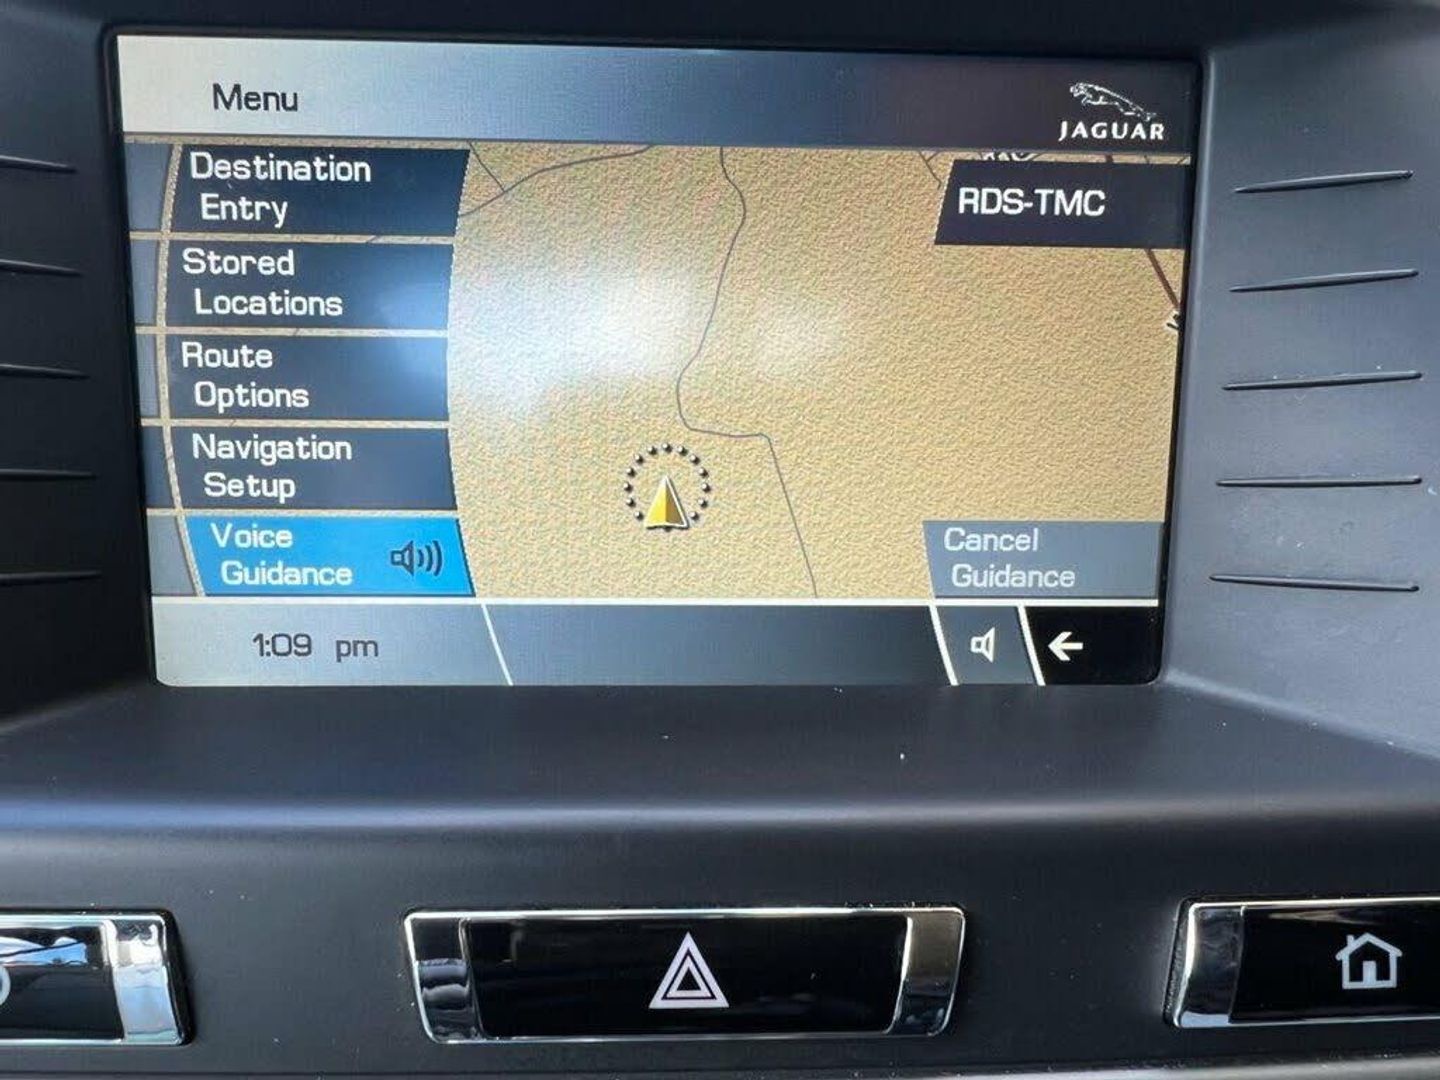 Menu
JAGUAR
Destination
Entry
RDS-TMC
Stored
Locations
Route
Options
Navigation
Setup
Voice
Guidance
Cancel
Guidance
1:09 pm